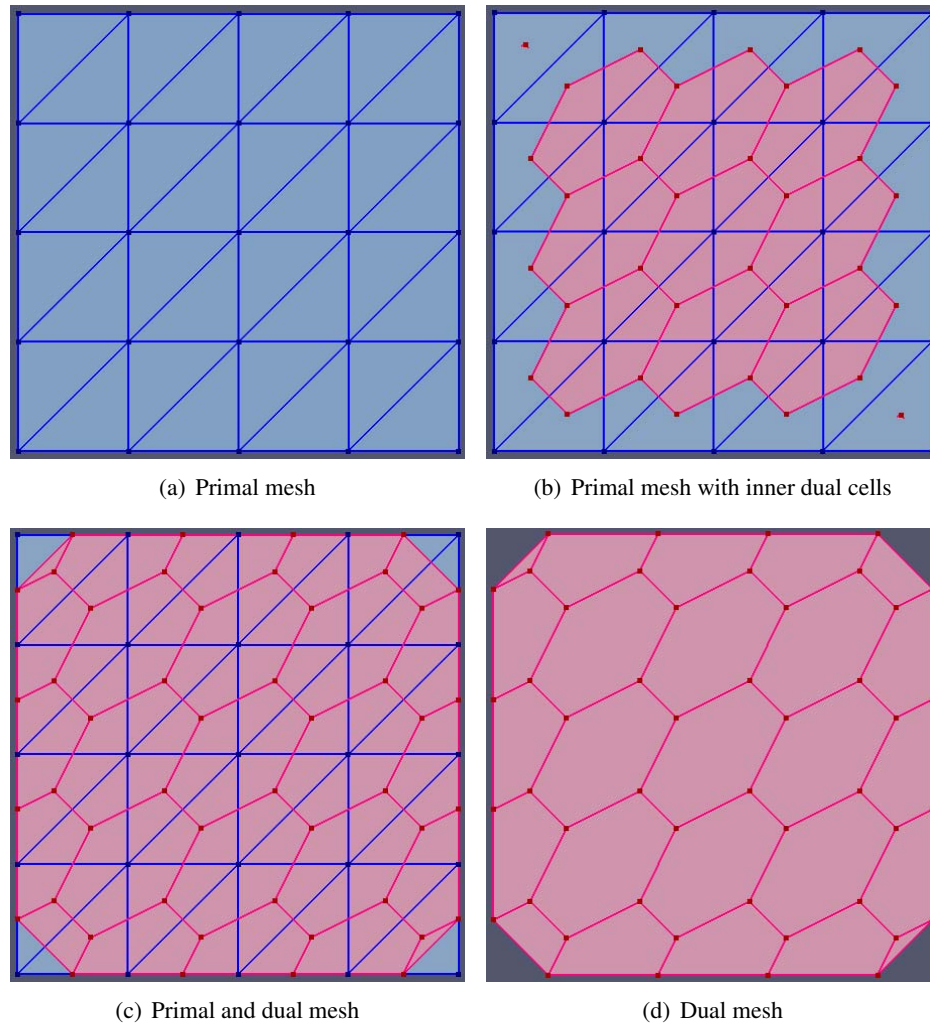 (a) Primal mesh
(b) Primal mesh with inner dual cells
(c) Primal and dual mesh
(d) Dual mesh